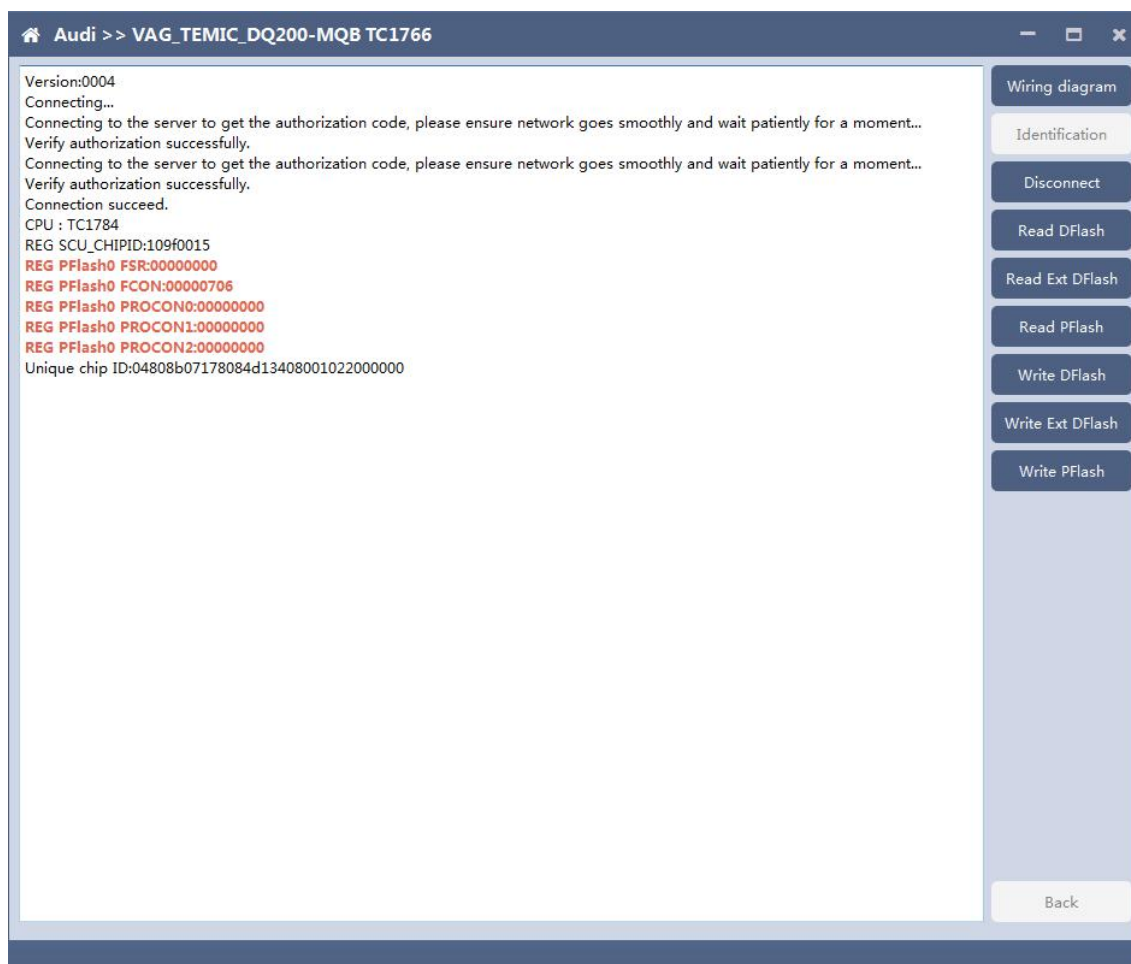 Audi >> VAG_TEMIC_DQ200-MQB TC1766
Version:0004
Connecting...
Connecting to the server to get the authorization code, please ensure network goes smoothly and wait patiently for a moment...
Verify authorization successfully.
Connecting to the server to get the authorization code, please ensure network goes smoothly and wait patiently for a moment...
Verify authorization successfully.
Connection succeed.
CPU : TC1784
REG SCU_CHIPID:109f0015
REG PFlash0 FSR:00000000
REG PFlash0 FCON:00000706
REG PFlash0 PROCON0:00000000
REG PFlash0 PROCON1:00000000
REG PFlash0 PROCON2:00000000
Unique chip ID:04808b07178084d13408001022000000
Wiring diagram
Identification
Disconnect
Read DFlash
Read Ext DFlash
Read PFlash
Write DFlash
Write Ext DFlash
Write PFlash
Back